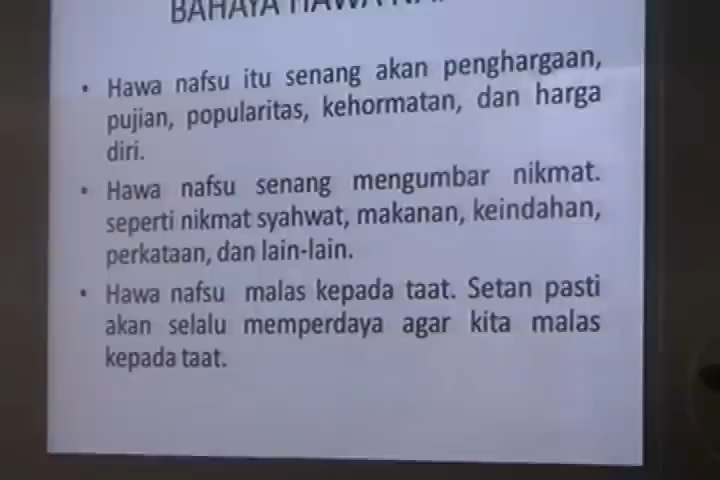 BAHAYA HAWA
• Hawa nafsu itu senang akan penghargaan,
pujian, popularitas, kehormatan, dan harga
diri.
• Hawa nafsu senang mengumbar nikmat.
seperti nikmat syahwat, makanan, keindahan,
perkataan, dan lain-lain.
• Hawa nafsu malas kepada taat. Setan pasti
akan selalu memperdaya agar kita malas
kepada taat.